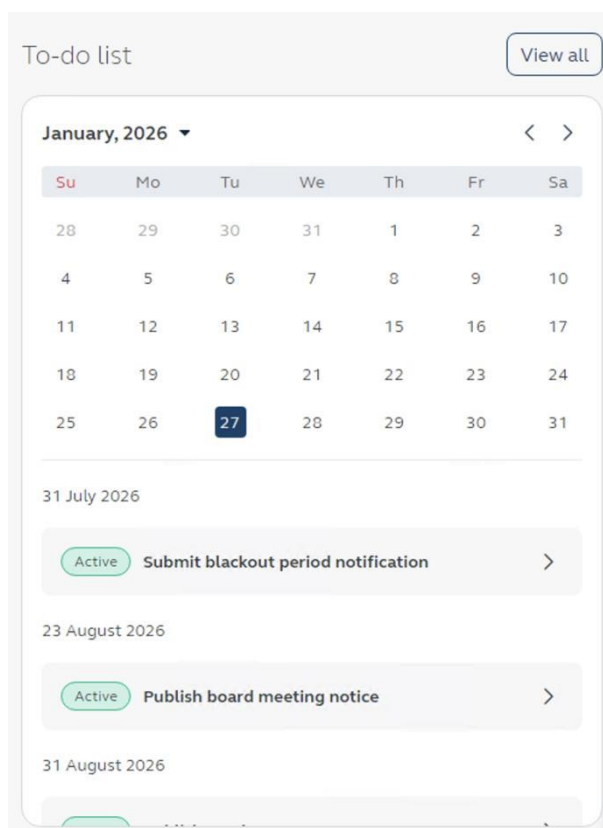 To-do list
View all
January, 2026
Su Mo Tu We Th Fr Sa
28 29 30 31 1 2 3
4 5 6 7 8 9 10
11 12 13 14 15 16 17
18 19 20 21 22 23 24
25 26 27 28 29 30 31
31 July 2026
Active Submit blackout period notification
23 August 2026
Active Publish board meeting notice
31 August 2026